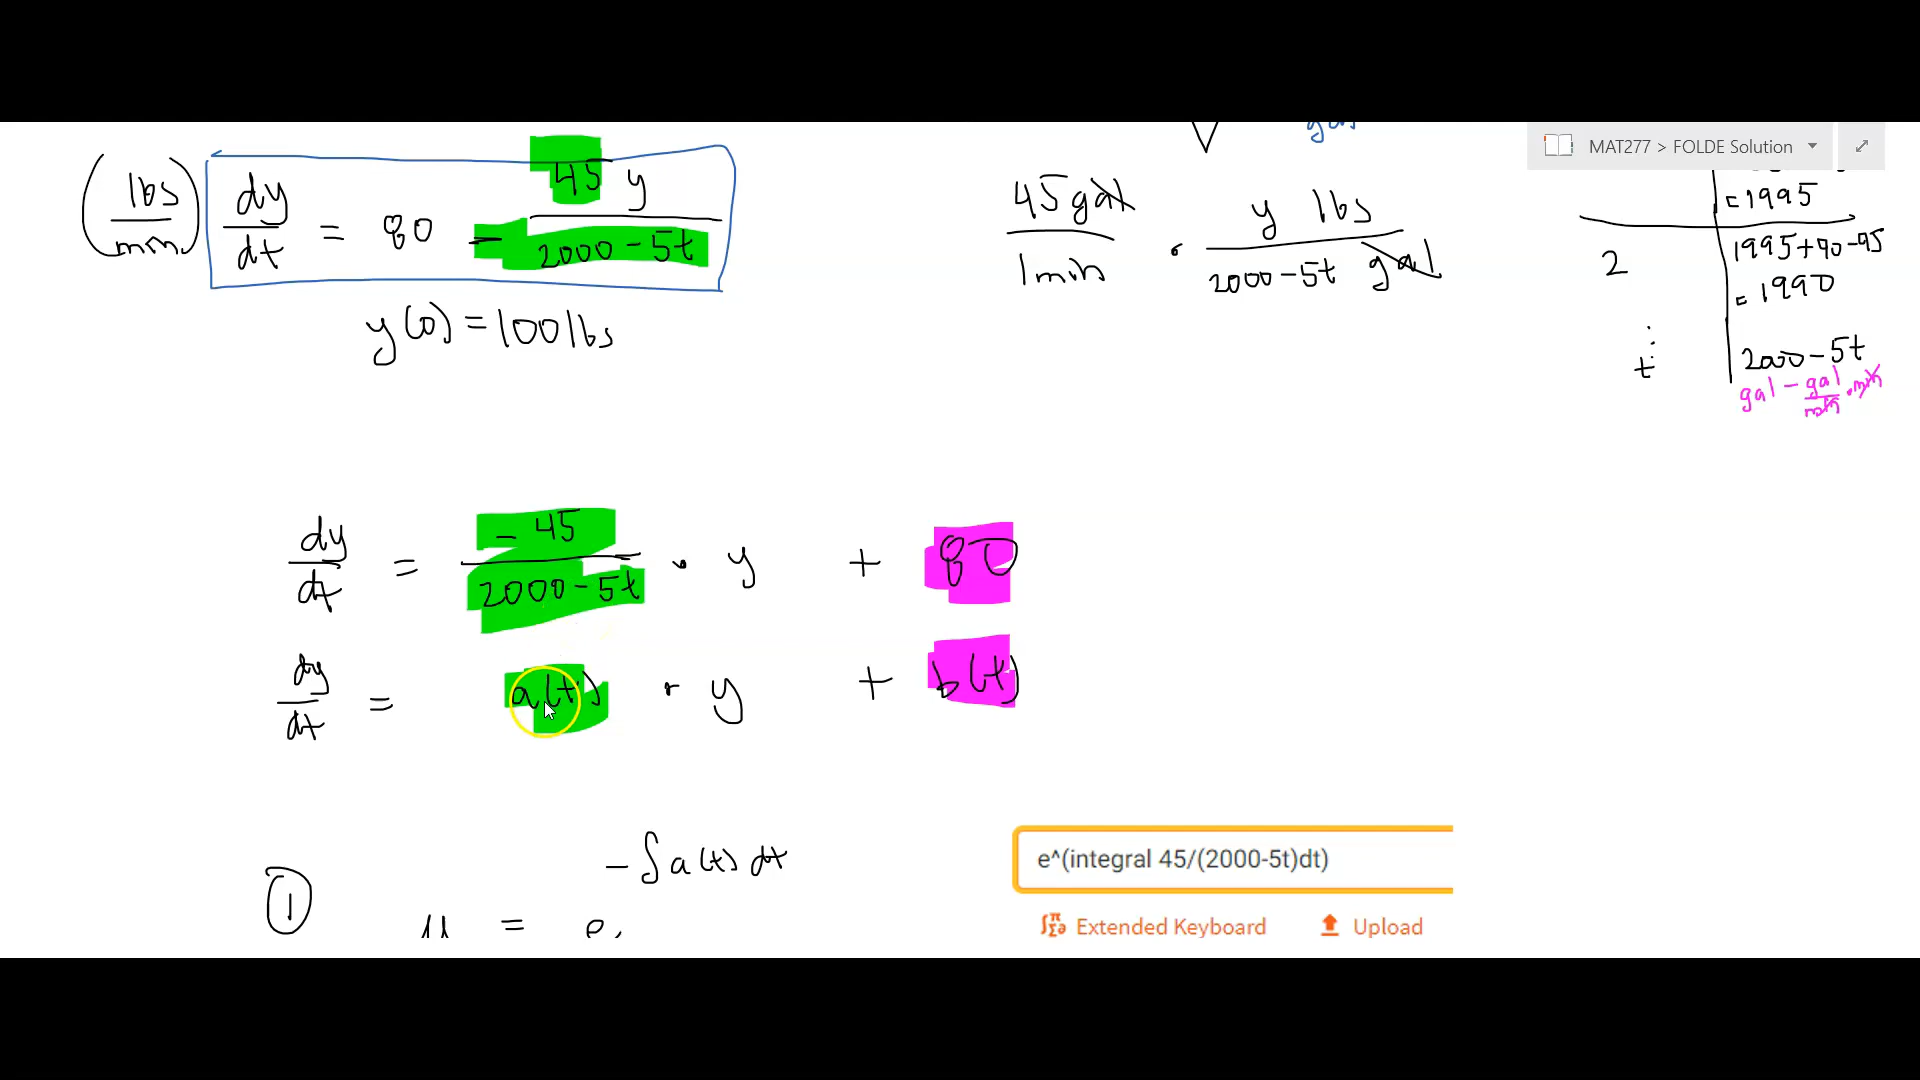 gal
MAT277 > FOLDE Solution
(lbs/min) dy/dt = 80 - 45 y/(2000-5t)
y(0) = 100 lbs
45 gal/1 min · y lbs/(2000-5t gal)
=1995
2 1995+90-95
=1990
⋮
t 2000-5t
gal - gal/min · min
dy/dt = -45/(2000-5t) · y + 80
dy/dt = a(t) · y + b(t)
-∫a(t)dt
① μ = e
e^(integral 45/(2000-5t)dt)
Extended Keyboard Upload